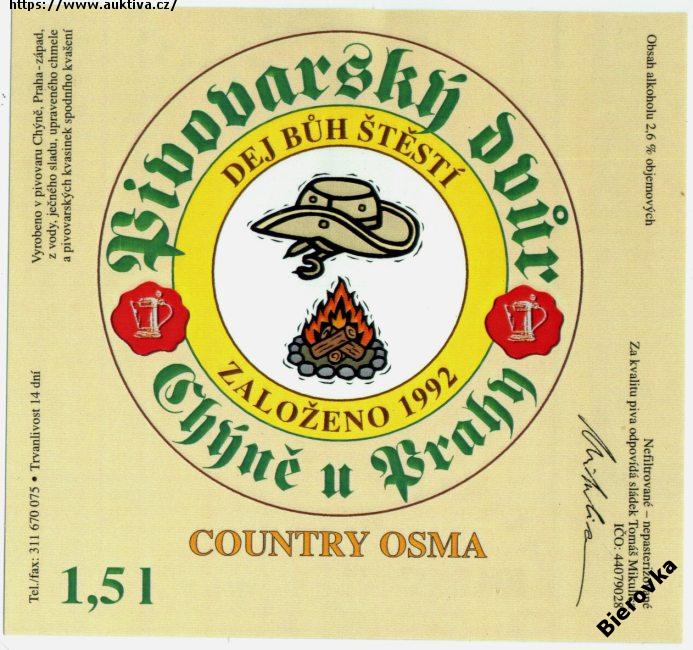 https://www.auktiva.cz/
Pivovarský dvůr
DEJ BŮH ŠTĚSTÍ
ZALOŽENO 1992
Chýně u Prahy
COUNTRY OSMA
1,5 l
Vyrobeno v pivovaru Chýně, Praha - západ,
z vody, ječného sladu, upraveného chmele
a pivovarských kvasinek spodního kvašení
Tel./fax: 311 670 075 • Trvanlivost 14 dní
Obsah alkoholu 2,6 % objemových
Nefiltrované – nepasterizované
Za kvalitu piva odpovídá sládek Tomáš
IČO: 44079028
Bierovka